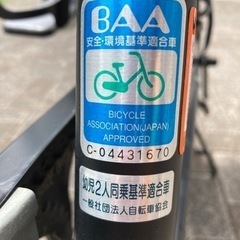 BAA
安全・環境基準適合車
BICYCLE
ASSOCIATION(JAPAN)
APPROVED
C-04431670
幼児2人同乗基準適合車
一般社団法人自転車協会